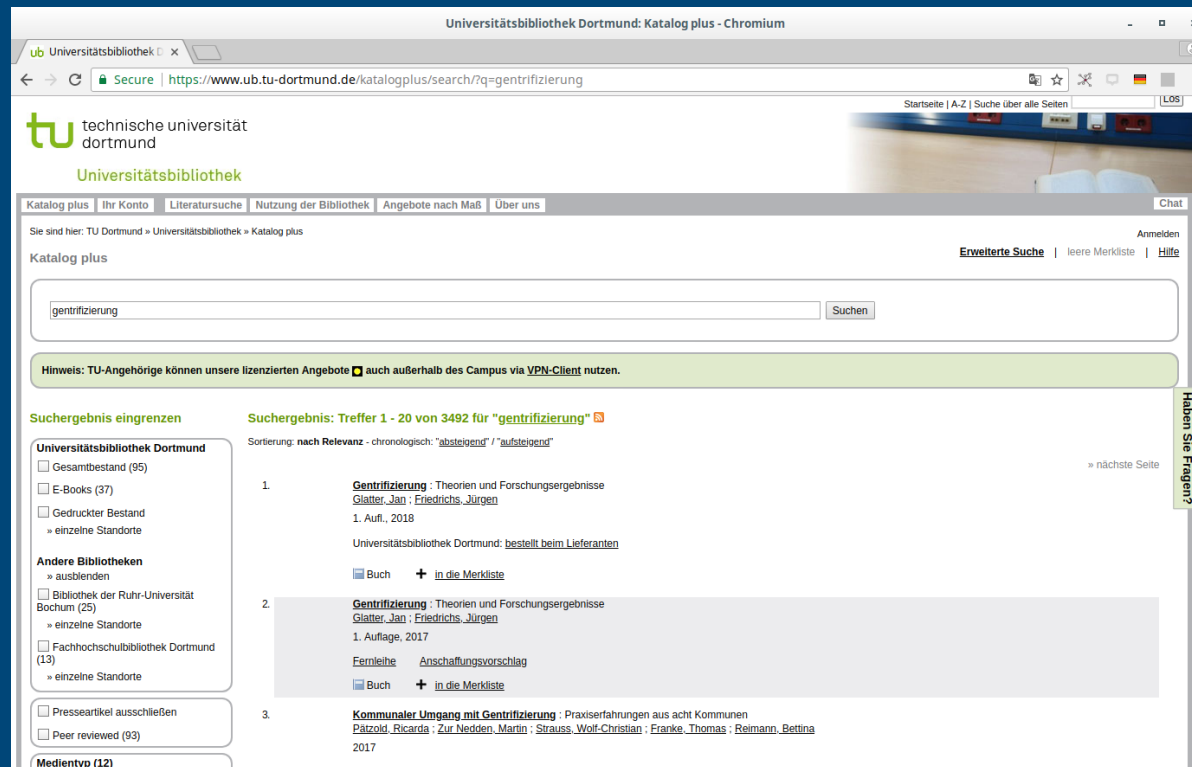 Universitätsbibliothek Dortmund: Katalog plus - Chromium
ub Universitätsbibliothek D
Secure | https://www.ub.tu-dortmund.de/katalogplus/search/?q=gentrifizierung
Startseite | A-Z | Suche über alle Seiten
Los
tu technische universität
dortmund
Universitätsbibliothek
Katalog plus Ihr Konto Literatursuche Nutzung der Bibliothek Angebote nach Maß Über uns Chat
Sie sind hier: TU Dortmund » Universitätsbibliothek » Katalog plus
Anmelden
Katalog plus
Erweiterte Suche | leere Merkliste | Hilfe
gentrifizierung
Suchen
Hinweis: TU-Angehörige können unsere lizenzierten Angebote auch außerhalb des Campus via VPN-Client nutzen.
Haben Sie Fragen?
Suchergebnis eingrenzen
Universitätsbibliothek Dortmund
Gesamtbestand (95)
E-Books (37)
Gedruckter Bestand
» einzelne Standorte
Andere Bibliotheken
» ausblenden
Bibliothek der Ruhr-Universität
Bochum (25)
» einzelne Standorte
Fachhochschulbibliothek Dortmund
(13)
» einzelne Standorte
Presseartikel ausschließen
Peer reviewed (93)
Medientyp (12)
Suchergebnis: Treffer 1 - 20 von 3492 für "gentrifizierung"
Sortierung: nach Relevanz - chronologisch: "absteigend" / "aufsteigend"
» nächste Seite
1.
Gentrifizierung : Theorien und Forschungsergebnisse
Glatter, Jan ; Friedrichs, Jürgen
1. Aufl., 2018
Universitätsbibliothek Dortmund: bestellt beim Lieferanten
Buch + in die Merkliste
2.
Gentrifizierung : Theorien und Forschungsergebnisse
Glatter, Jan ; Friedrichs, Jürgen
1. Auflage, 2017
Fernleihe Anschaffungsvorschlag
Buch + in die Merkliste
3.
Kommunaler Umgang mit Gentrifizierung : Praxiserfahrungen aus acht Kommunen
Pätzold, Ricarda ; Zur Nedden, Martin ; Strauss, Wolf-Christian ; Franke, Thomas ; Reimann, Bettina
2017